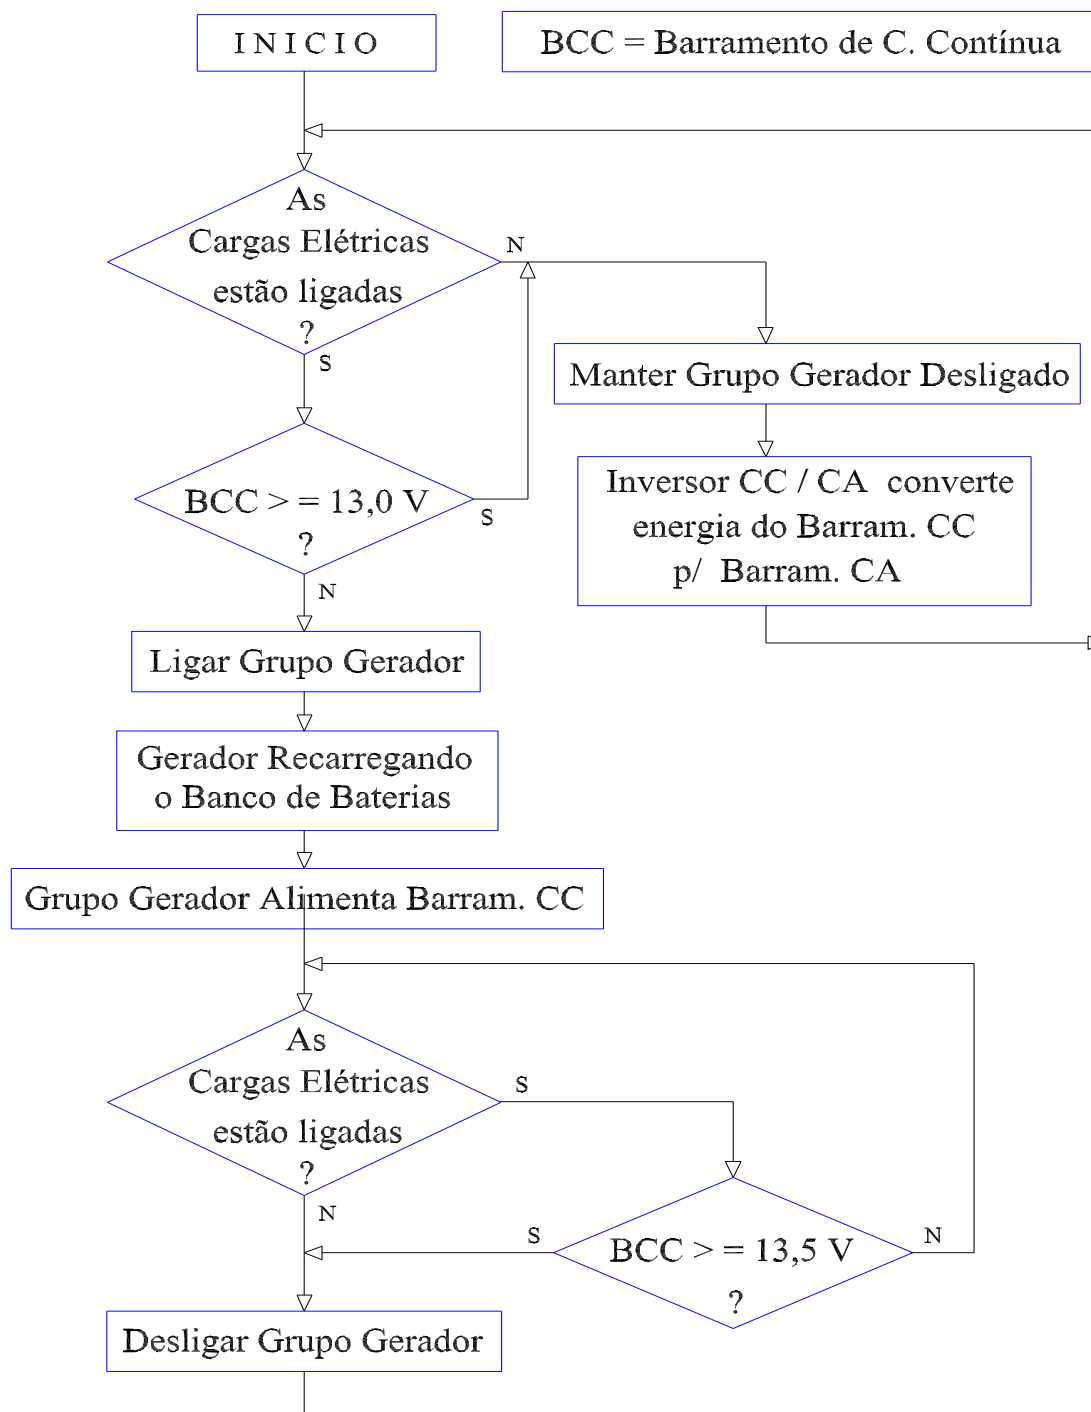 I N I C I O
BCC = Barramento de C. Contínua
As
Cargas Elétricas
estão ligadas
?
N
S
Manter Grupo Gerador Desligado
BCC > = 13,0 V
?
S
N
Inversor CC / CA converte
energia do Barram. CC
p/ Barram. CA
Ligar Grupo Gerador
Gerador Recarregando
o Banco de Baterias
Grupo Gerador Alimenta Barram. CC
As
Cargas Elétricas
estão ligadas
?
S
N
BCC > = 13,5 V
?
S
N
Desligar Grupo Gerador